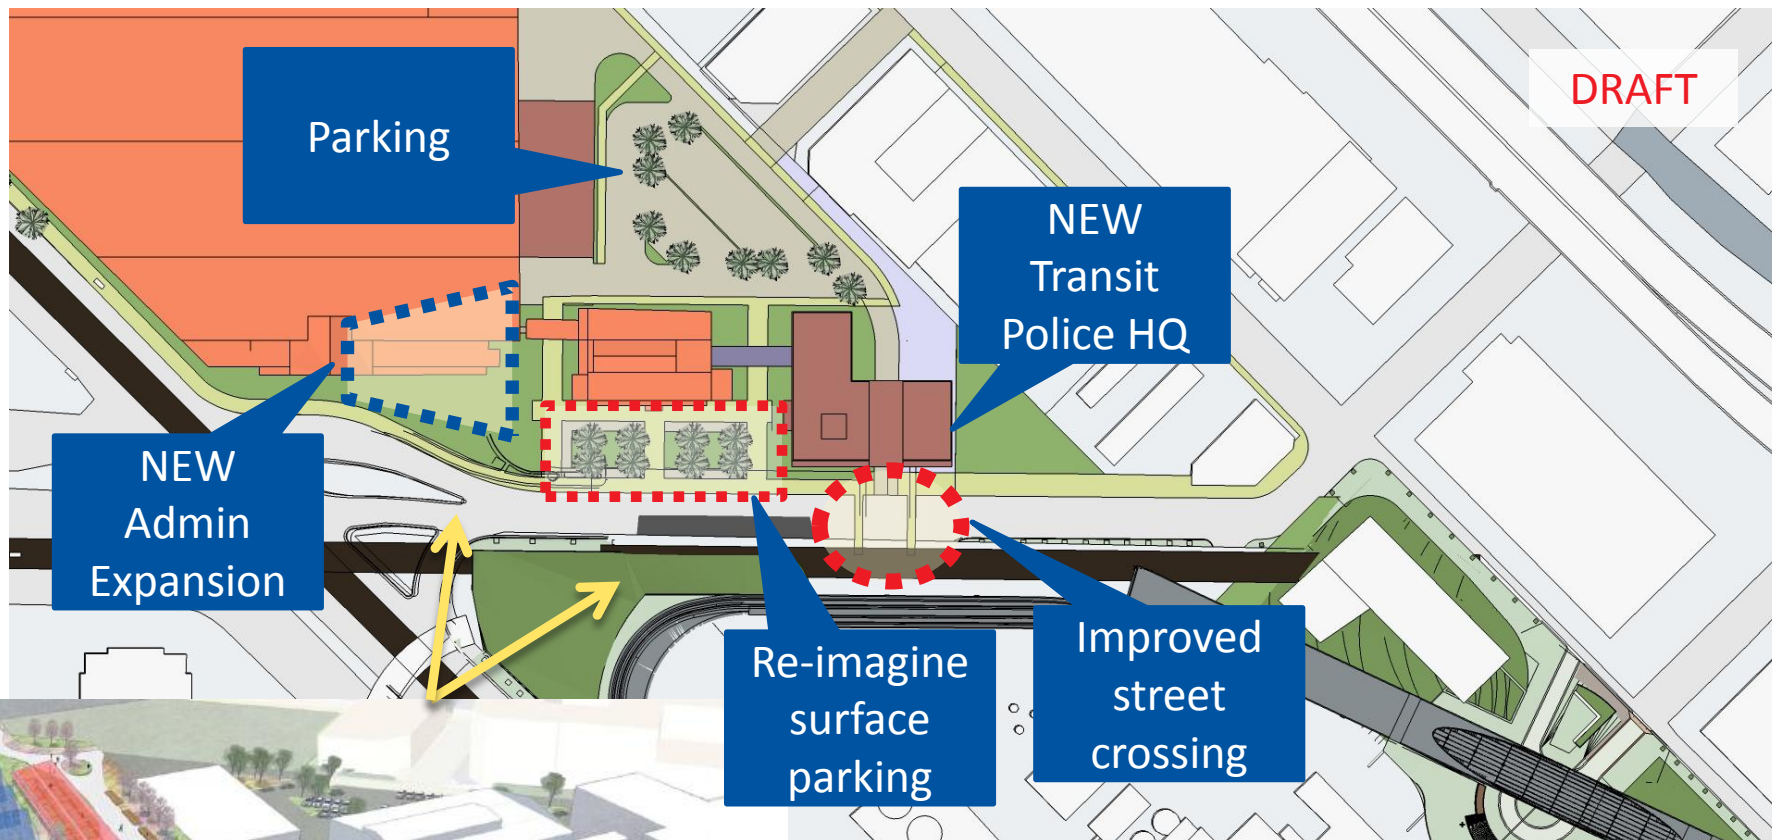 DRAFT
Parking
NEW
Transit
Police HQ
NEW
Admin
Expansion
Re-imagine
surface
parking
Improved
street
crossing